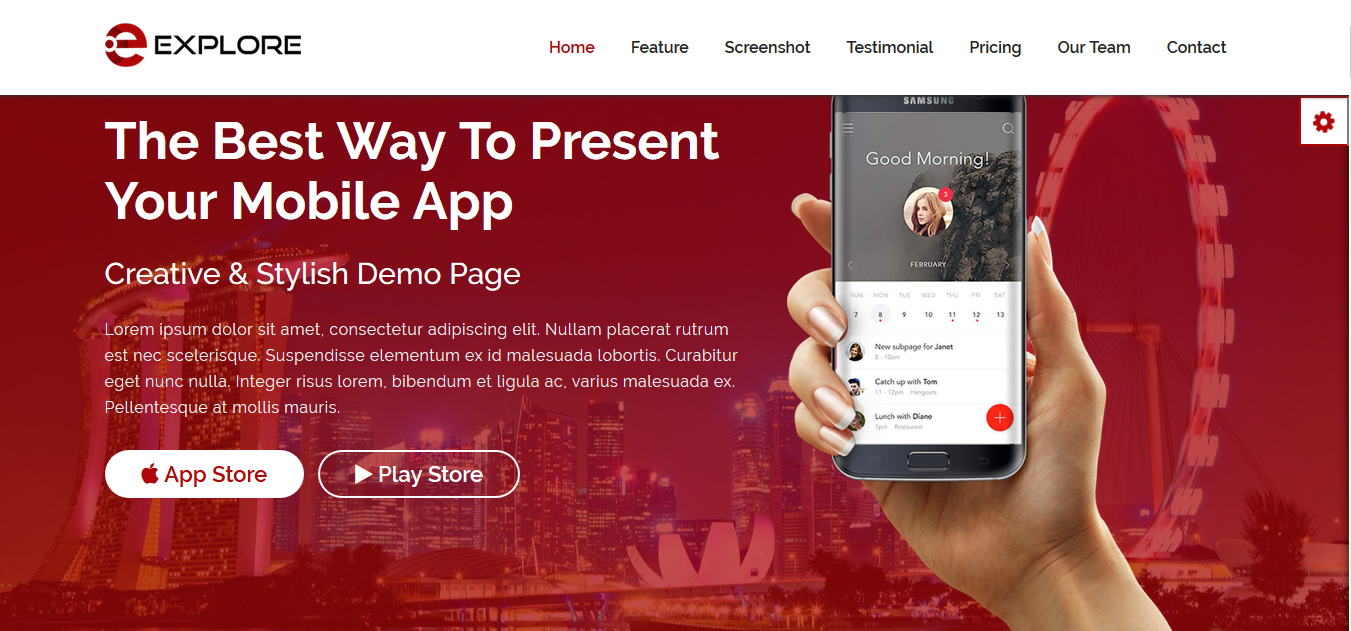 EXPLORE
Home Feature Screenshot Testimonial Pricing Our Team Contact
The Best Way To Present
Your Mobile App
Creative & Stylish Demo Page
Lorem ipsum dolor sit amet, consectetur adipiscing elit. Nullam placerat rutrum
est nec scelerisque. Suspendisse elementum ex id malesuada lobortis. Curabitur
eget nunc nulla. Integer risus lorem, bibendum et ligula ac, varius malesuada ex.
Pellentesque at mollis mauris.
App Store Play Store
SAMSUNG
Good Morning!
3
FEBRUARY
SUN MON TUE WED THU FRI SAT
7 8 9 10 11 12 13
New subpage for Janet
8 - 10am
Catch up with Tom
11 - 12pm Hangouts
Lunch with Diane
1pm Restaurant